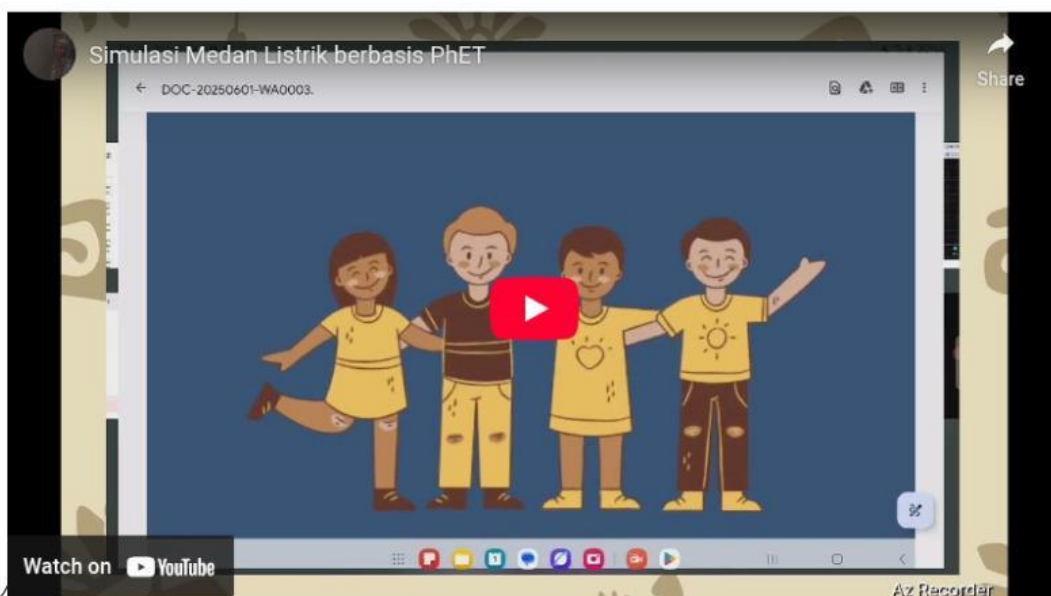 Simulasi Medan Listrik berbasis PhET
Share
DOC-20250601-WA0003.
Watch on YouTube
Az Recorder